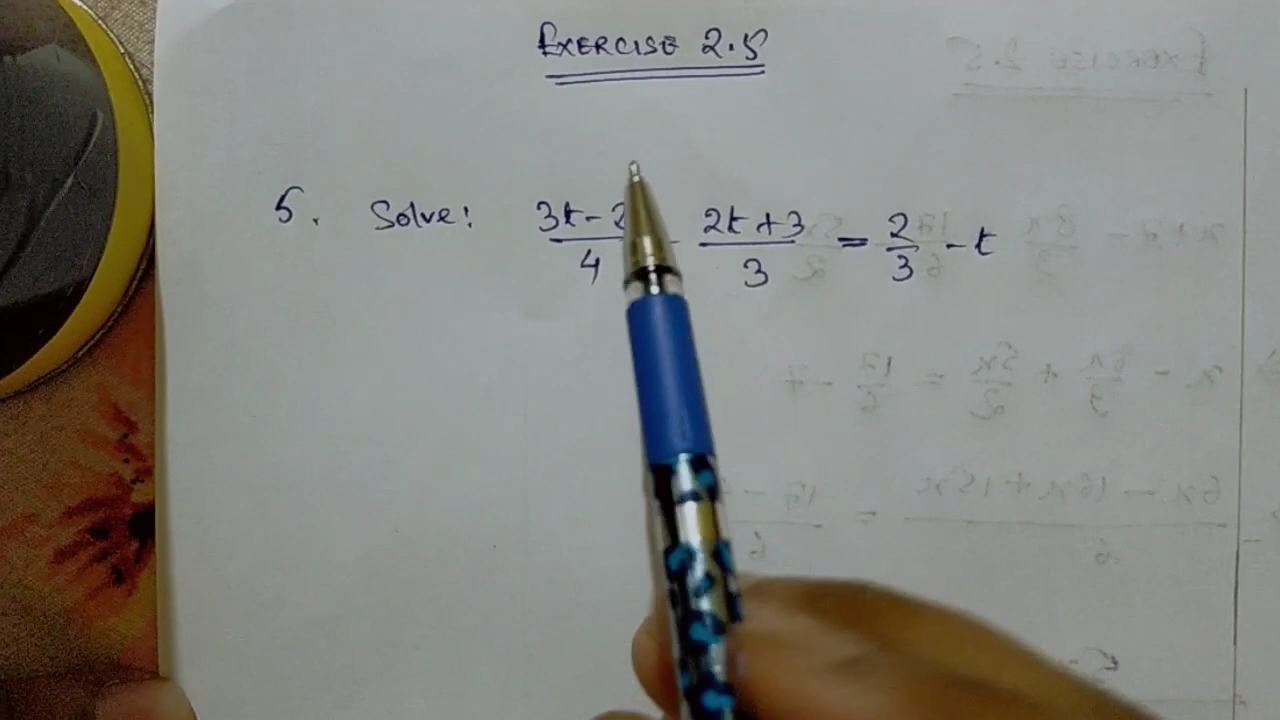 EXERCISE 2.5
5. Solve: 3t-2/4 - 2t+3/3 = 2/3 - t